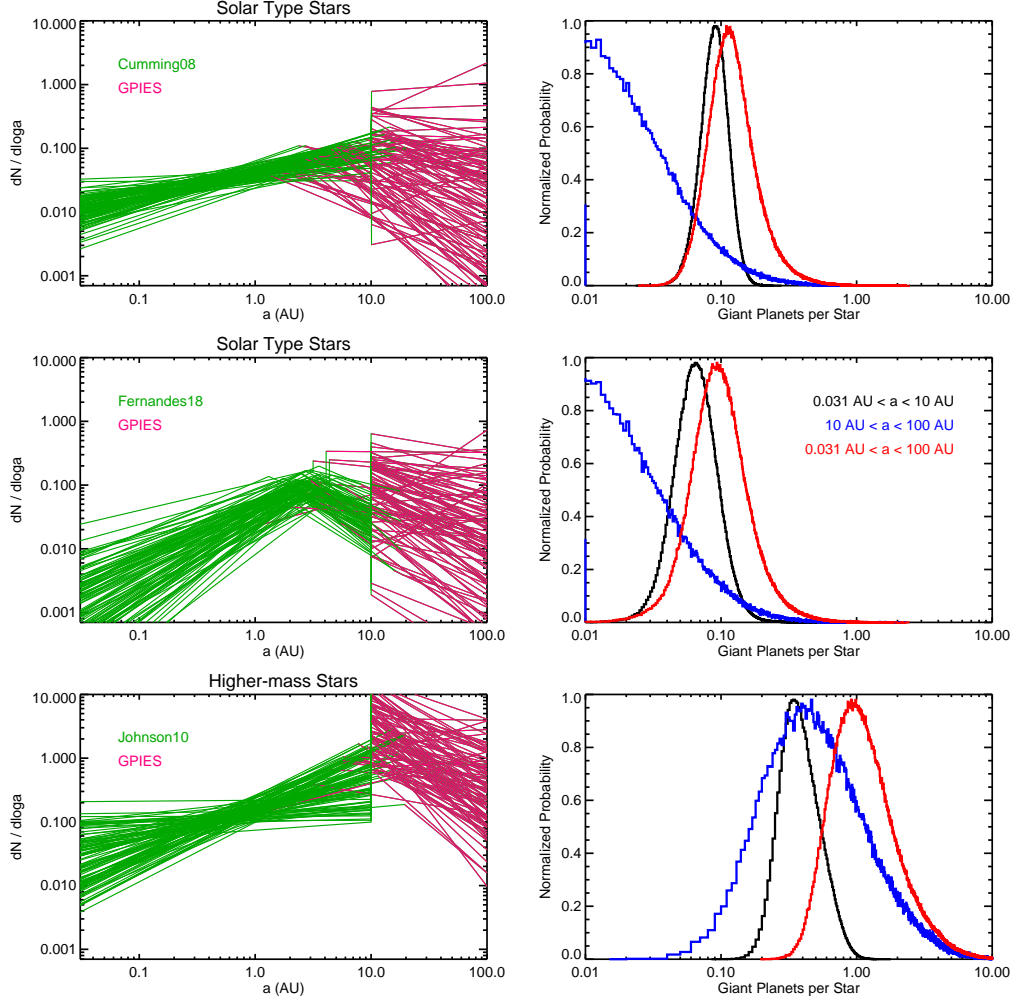 Solar Type Stars
10.000
1.000
0.100
0.010
0.001
dN / dloga
Cumming08
GPIES
0.1
1.0
10.0
100.0
a (AU)
1.0
0.8
0.6
0.4
0.2
0.0
Normalized Probability
0.01
0.10
1.00
10.00
Giant Planets per Star
Solar Type Stars
10.000
1.000
0.100
0.010
0.001
dN / dloga
Fernandes18
GPIES
0.1
1.0
10.0
100.0
a (AU)
1.0
0.8
0.6
0.4
0.2
0.0
Normalized Probability
0.031 AU < a < 10 AU
10 AU < a < 100 AU
0.031 AU < a < 100 AU
0.01
0.10
1.00
10.00
Giant Planets per Star
Higher-mass Stars
10.000
1.000
0.100
0.010
0.001
dN / dloga
Johnson10
GPIES
0.1
1.0
10.0
100.0
a (AU)
1.0
0.8
0.6
0.4
0.2
0.0
Normalized Probability
0.01
0.10
1.00
10.00
Giant Planets per Star